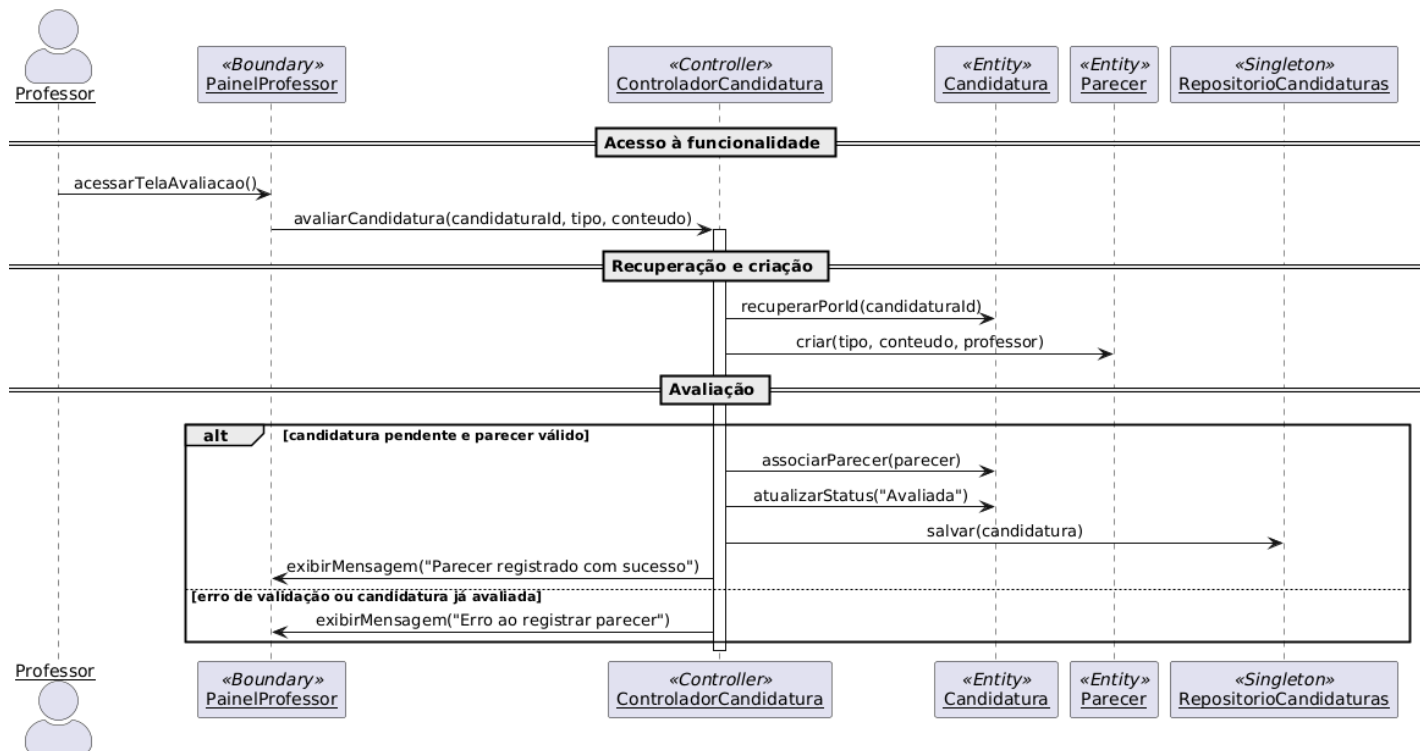 Professor
«Boundary»
PainelProfessor
«Controller»
ControladorCandidatura
«Entity»
Candidatura
«Entity»
Parecer
«Singleton»
RepositorioCandidaturas
Acesso à funcionalidade
acessarTelaAvaliacao()
avaliarCandidatura(candidaturaId, tipo, conteudo)
Recuperação e criação
recuperarPorId(candidaturaId)
criar(tipo, conteudo, professor)
Avaliação
alt [candidatura pendente e parecer válido]
associarParecer(parecer)
atualizarStatus("Avaliada")
salvar(candidatura)
exibirMensagem("Parecer registrado com sucesso")
[erro de validação ou candidatura já avaliada]
exibirMensagem("Erro ao registrar parecer")
Professor
«Boundary»
PainelProfessor
«Controller»
ControladorCandidatura
«Entity»
Candidatura
«Entity»
Parecer
«Singleton»
RepositorioCandidaturas